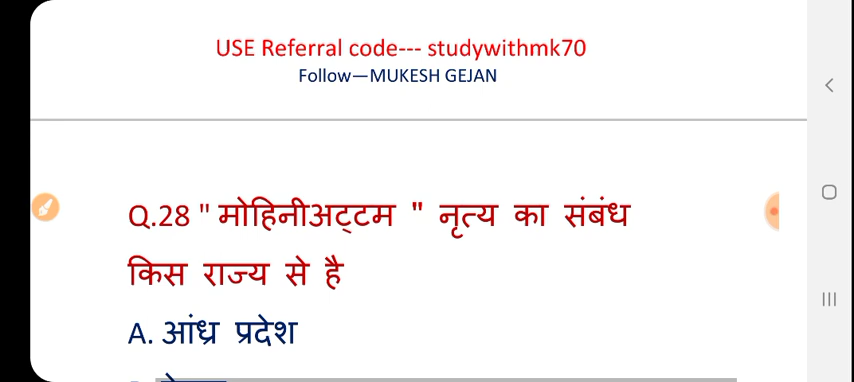 USE Referral code--- studywithmk70
Follow—MUKESH GEJAN
Q.28 " मोहिनीअट्टम " नृत्य का संबंध
किस राज्य से है
A. आंध्र प्रदेश